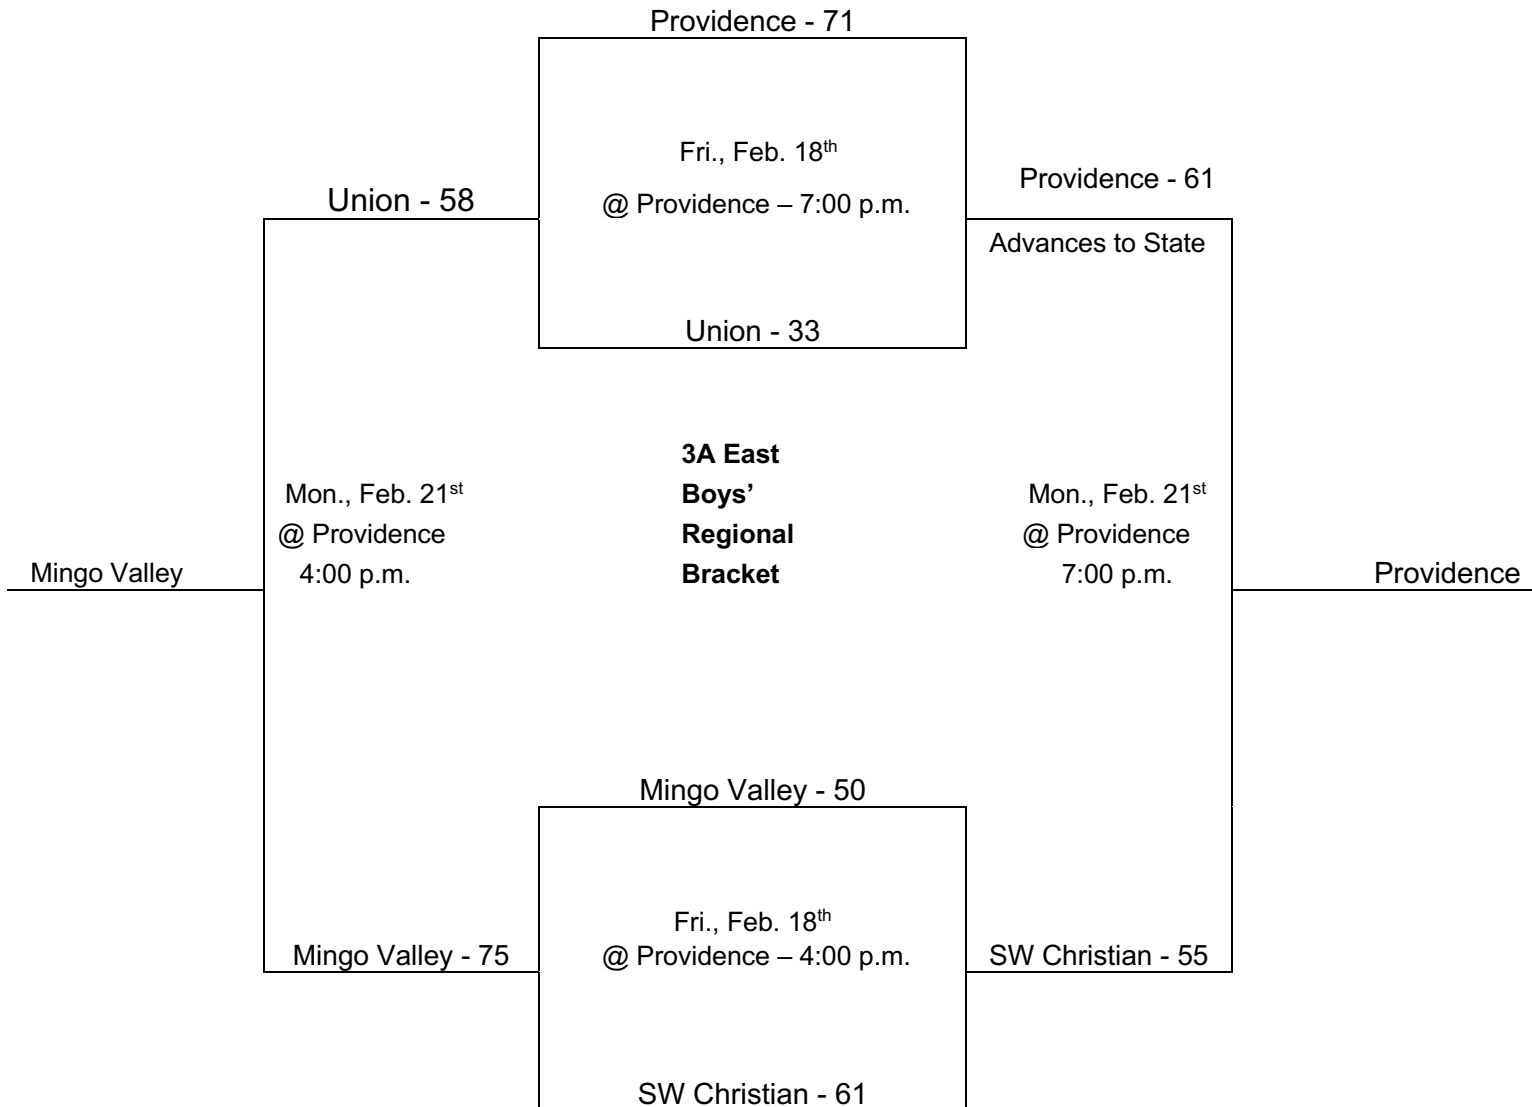 Providence - 71
Fri., Feb. 18th
@ Providence – 7:00 p.m.
Union - 58
Providence - 61
Advances to State
Union - 33
3A East
Boys’
Regional
Bracket
Mon., Feb. 21st
@ Providence
4:00 p.m.
Mon., Feb. 21st
@ Providence
7:00 p.m.
Mingo Valley
Providence
Mingo Valley - 50
Fri., Feb. 18th
@ Providence – 4:00 p.m.
Mingo Valley - 75
SW Christian - 55
SW Christian - 61